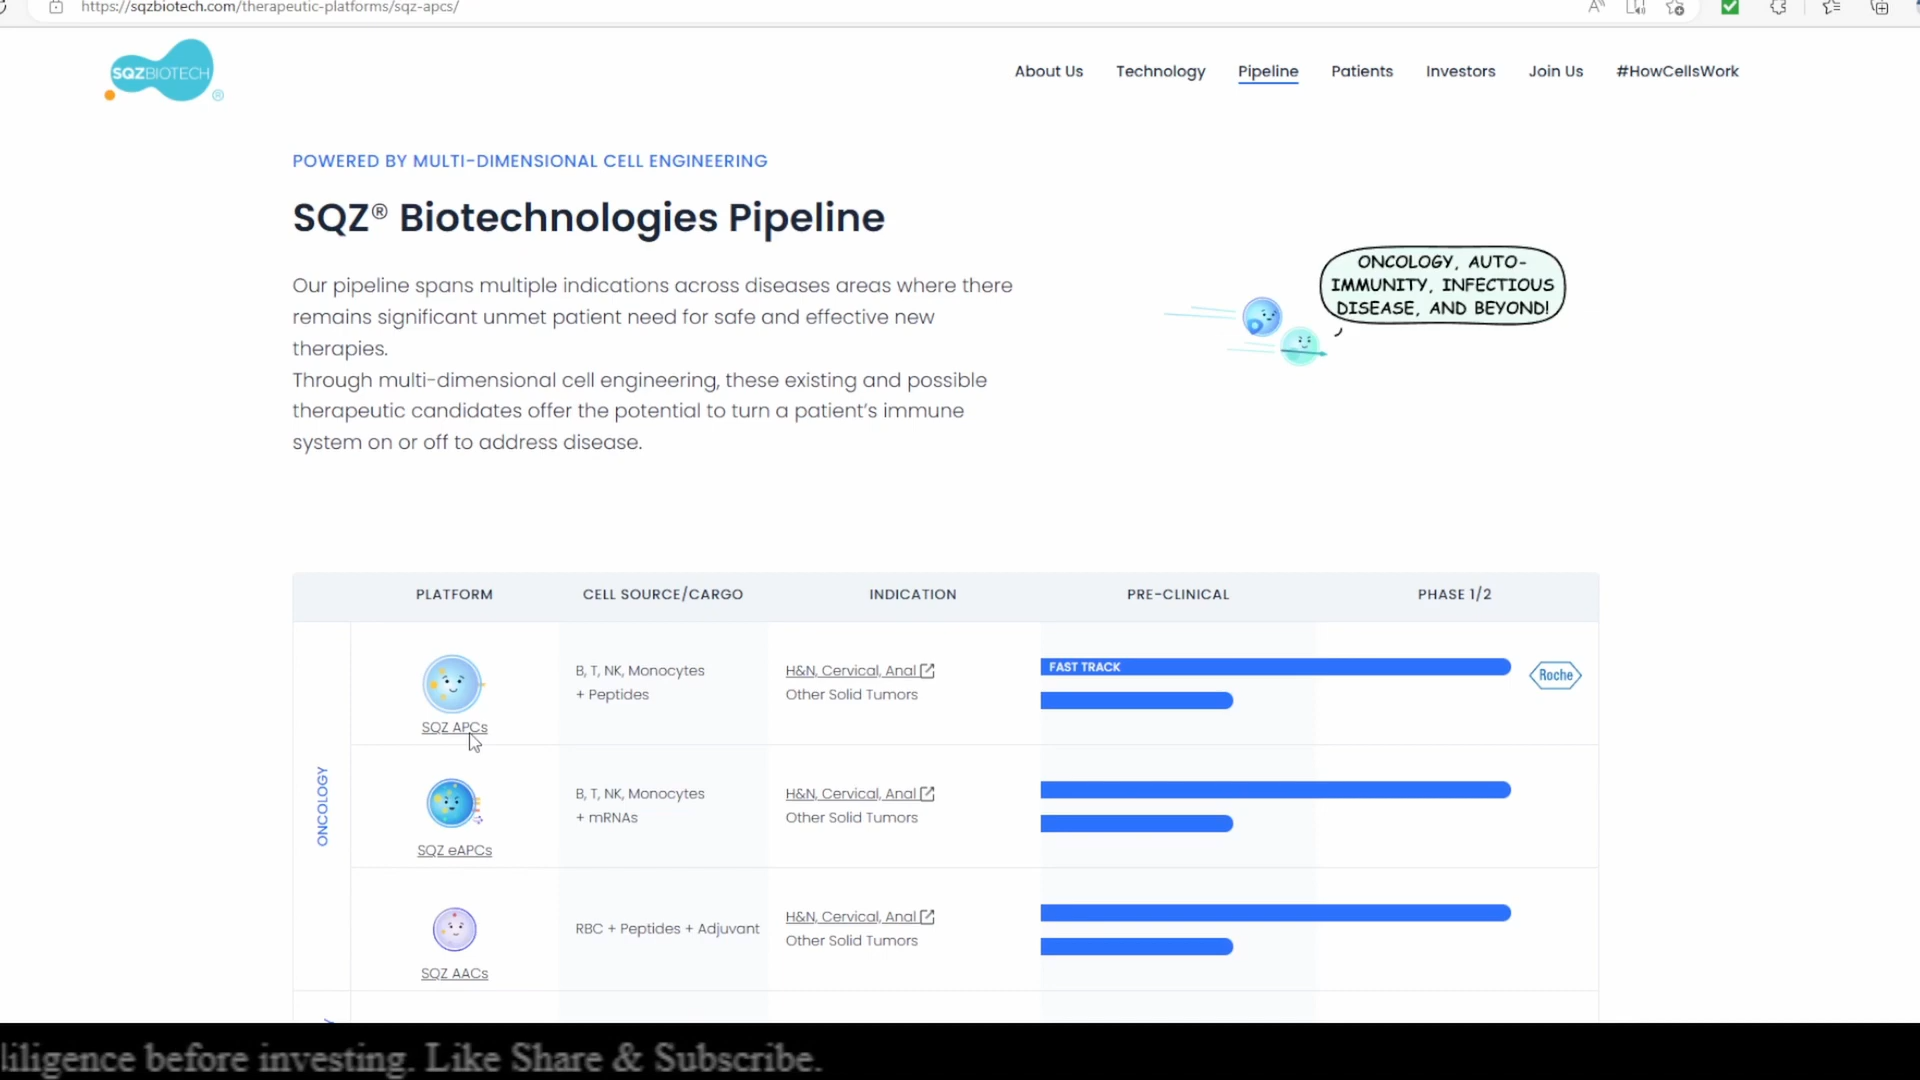 https://sqzbiotech.com/therapeutic-platforms/sqz-apcs/
SQZBIOTECH®
About Us Technology Pipeline Patients Investors Join Us #HowCellsWork
POWERED BY MULTI-DIMENSIONAL CELL ENGINEERING
SQZ® Biotechnologies Pipeline
Our pipeline spans multiple indications across diseases areas where there
remains significant unmet patient need for safe and effective new
therapies.
Through multi-dimensional cell engineering, these existing and possible
therapeutic candidates offer the potential to turn a patient’s immune
system on or off to address disease.
ONCOLOGY, AUTO-
IMMUNITY, INFECTIOUS
DISEASE, AND BEYOND!
PLATFORM CELL SOURCE/CARGO INDICATION PRE-CLINICAL PHASE 1/2
ONCOLOGY
SQZ APCs
B, T, NK, Monocytes
+ Peptides
H&N, Cervical, Anal
Other Solid Tumors
FAST TRACK
Roche
SQZ eAPCs
B, T, NK, Monocytes
+ mRNAs
H&N, Cervical, Anal
Other Solid Tumors
SQZ AACs
RBC + Peptides + Adjuvant
H&N, Cervical, Anal
Other Solid Tumors
diligence before investing. Like Share & Subscribe.